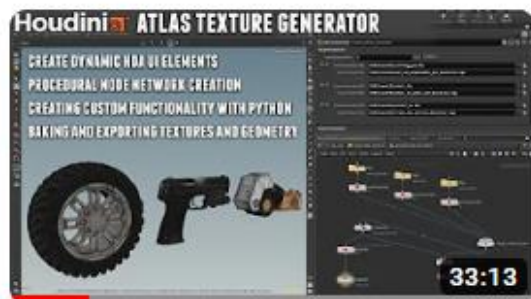 Houdini ATLAS TEXTURE GENERATOR
CREATE DYNAMIC HDA UI ELEMENTS
PROCEDURAL NODE NETWORK CREATION
CREATING CUSTOM FUNCTIONALITY WITH PYTHON
BAKING AND EXPORTING TEXTURES AND GEOMETRY
33:13